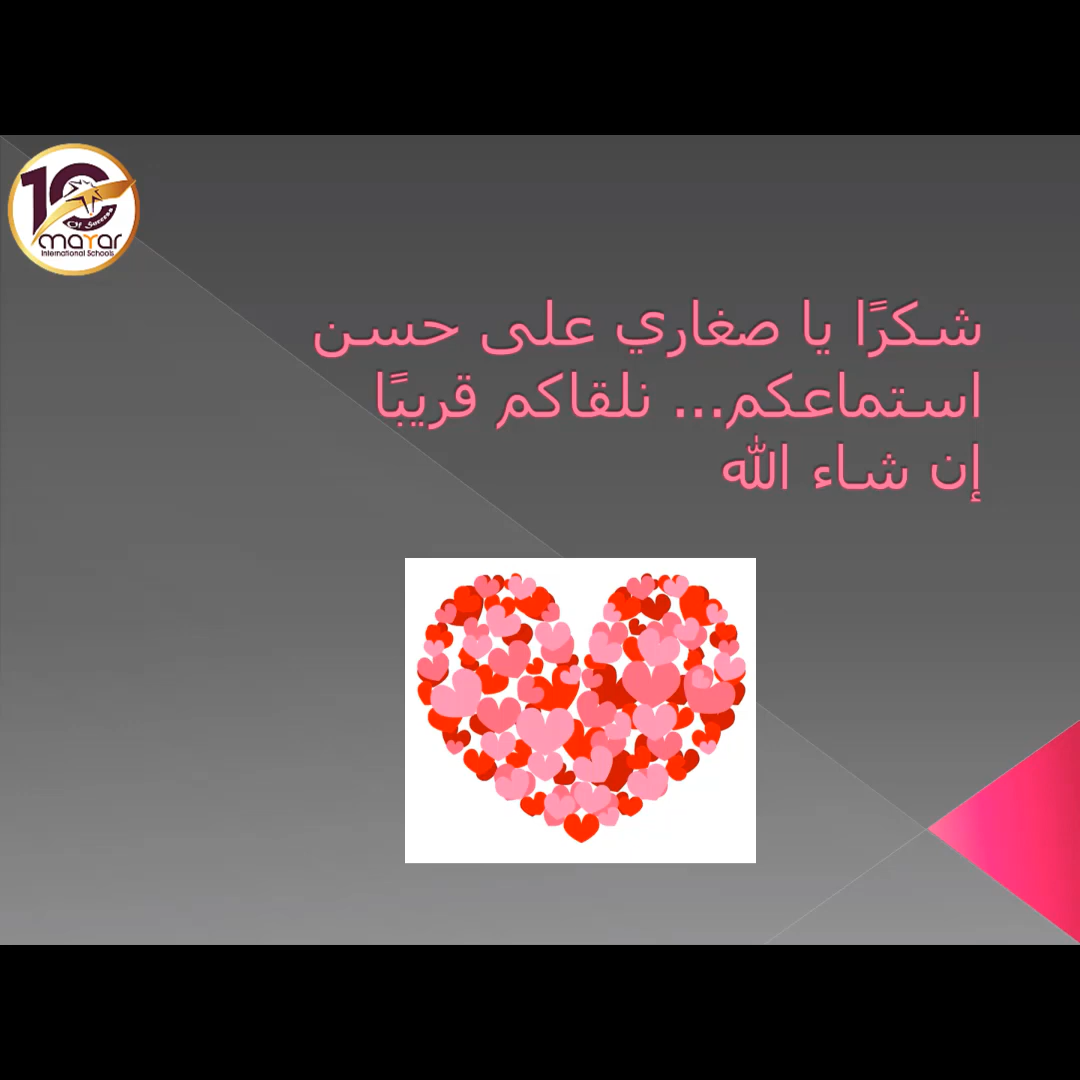 10
Of Success
maYar
International Schools
شكرًا يا صغاري على حسن
استماعكم... نلقاكم قريبًا
إن شاء الله